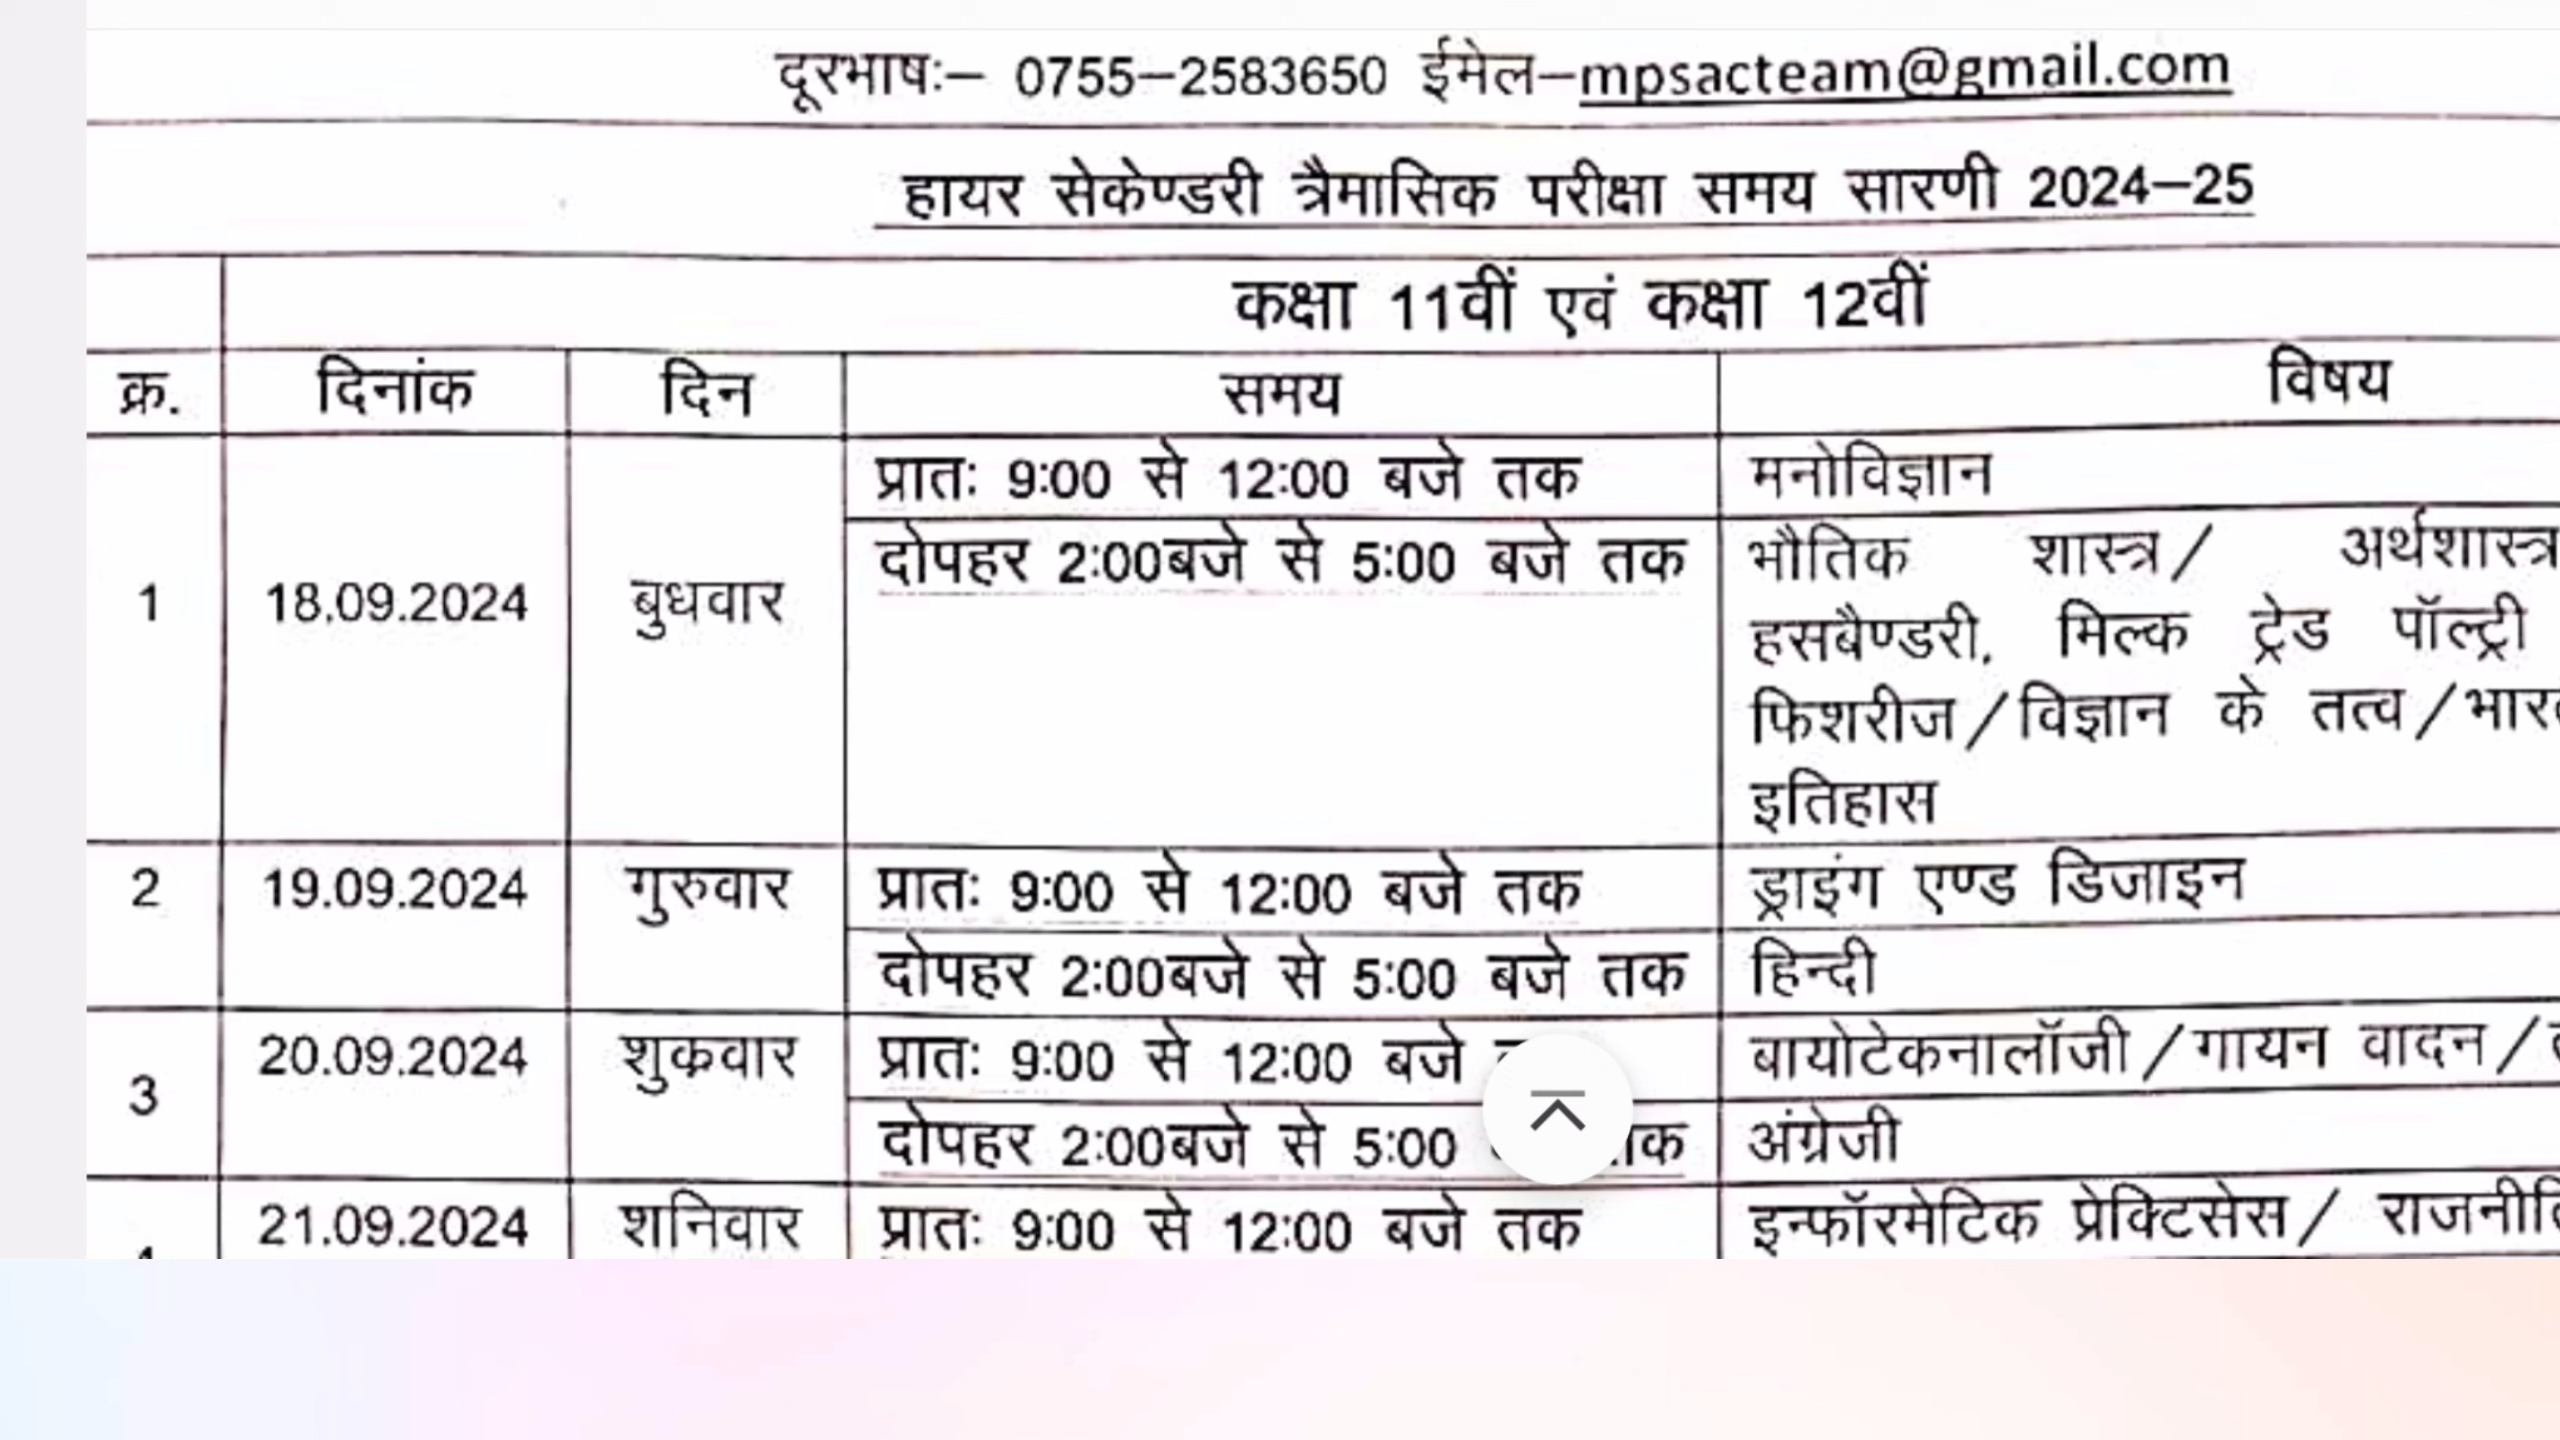 दूरभाषः– 0755–2583650 ईमेल–mpsacteam@gmail.com
हायर सेकेण्डरी त्रैमासिक परीक्षा समय सारणी 2024–25
कक्षा 11वीं एवं कक्षा 12वीं
क्र. दिनांक दिन समय विषय
प्रातः 9:00 से 12:00 बजे तक मनोविज्ञान
1 18.09.2024 बुधवार दोपहर 2:00बजे से 5:00 बजे तक भौतिक शास्त्र/ अर्थशास्त्र
हसबैण्डरी, मिल्क ट्रेड पॉल्ट्री
फिशरीज/विज्ञान के तत्व/
इतिहास
2 19.09.2024 गुरुवार प्रातः 9:00 से 12:00 बजे तक ड्राइंग एण्ड डिजाइन
दोपहर 2:00बजे से 5:00 बजे तक हिन्दी
3 20.09.2024 शुक्रवार प्रातः 9:00 से 12:00 बजे बायोटेकनालॉजी/गायन वादन/
दोपहर 2:00बजे से 5:00 अंग्रेजी
21.09.2024 शनिवार प्रातः 9:00 से 12:00 बजे तक इन्फॉरमेटिक प्रेक्टिसेस/